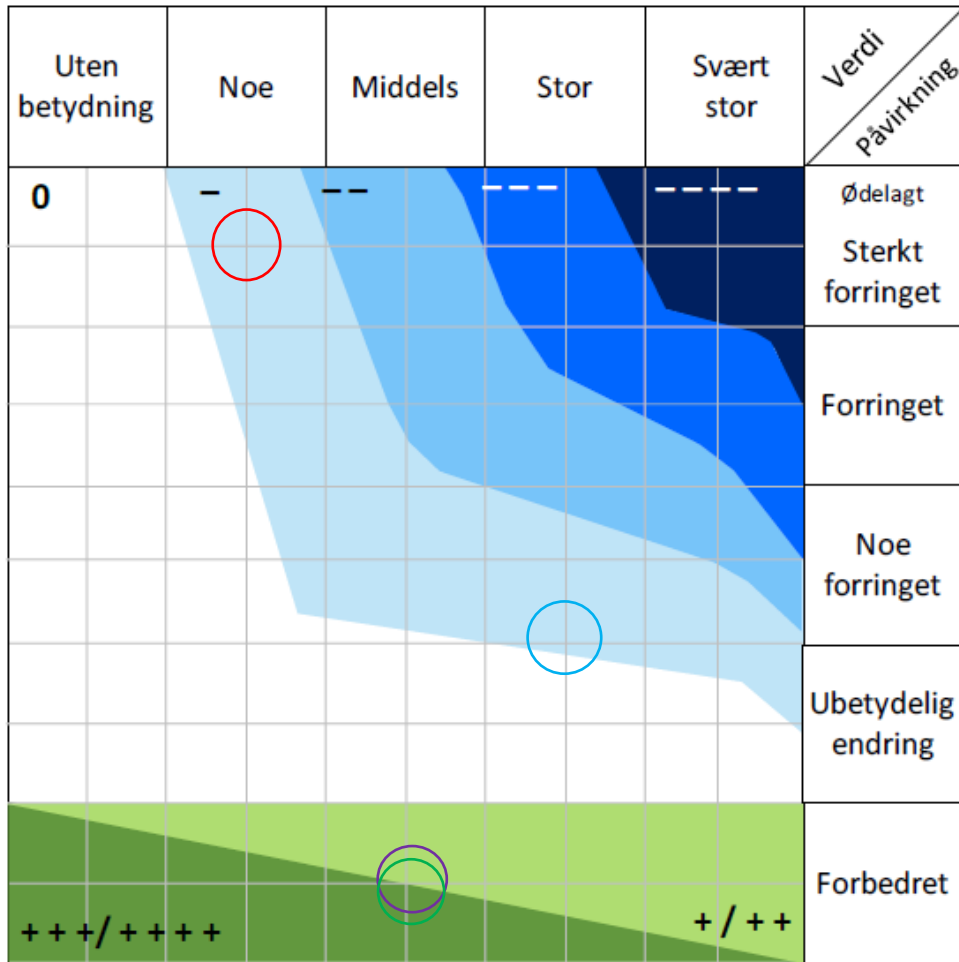 Uten
betydning
Noe
Middels
Stor
Svært
stor
Verdi
Påvirkning
0
–
– –
– – –
– – – –
Ødelagt
Sterkt
forringet
Forringet
Noe
forringet
Ubetydelig
endring
Forbedret
+ + +/ + + + +
+ / + +